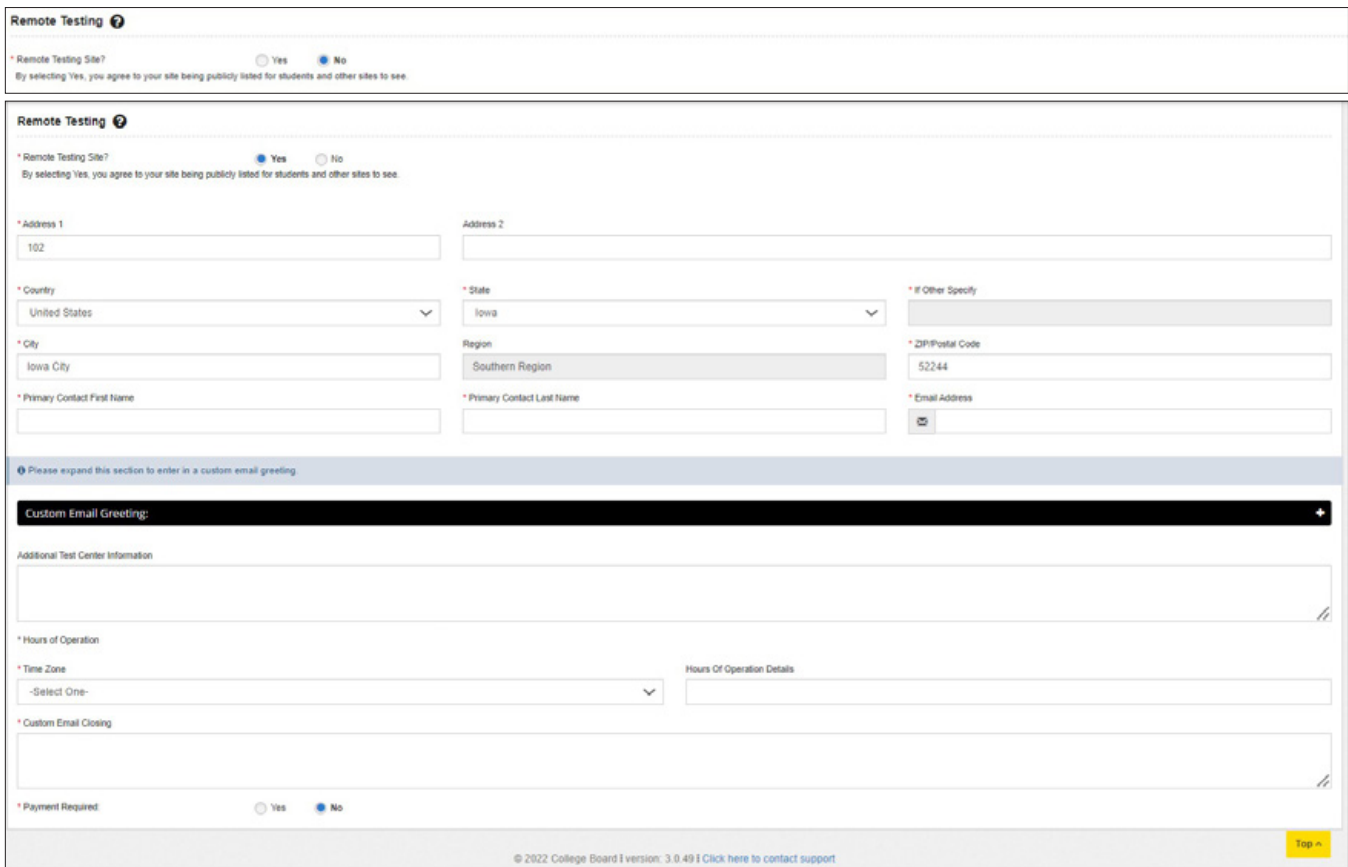 Remote Testing ?
* Remote Testing Site? Yes No
By selecting Yes, you agree to your site being publicly listed for students and other sites to see.
Remote Testing ?
* Remote Testing Site? Yes No
By selecting Yes, you agree to your site being publicly listed for students and other sites to see.
* Address 1 Address 2
102
* Country * State * If Other Specify
United States Iowa
* City Region * ZIP/Postal Code
Iowa City Southern Region 52244
* Primary Contact First Name * Primary Contact Last Name * Email Address
Please expand this section to enter in a custom email greeting.
Custom Email Greeting: +
Additional Test Center Information
* Hours of Operation
* Time Zone Hours Of Operation Details
-Select One-
* Custom Email Closing
* Payment Required Yes No
Top ^
© 2022 College Board | version: 3.0.49 | Click here to contact support